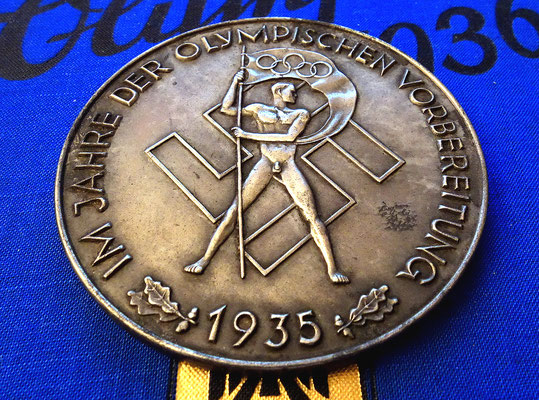 IM JAHRE DER OLYMPISCHEN VORBEREITUNG
1935